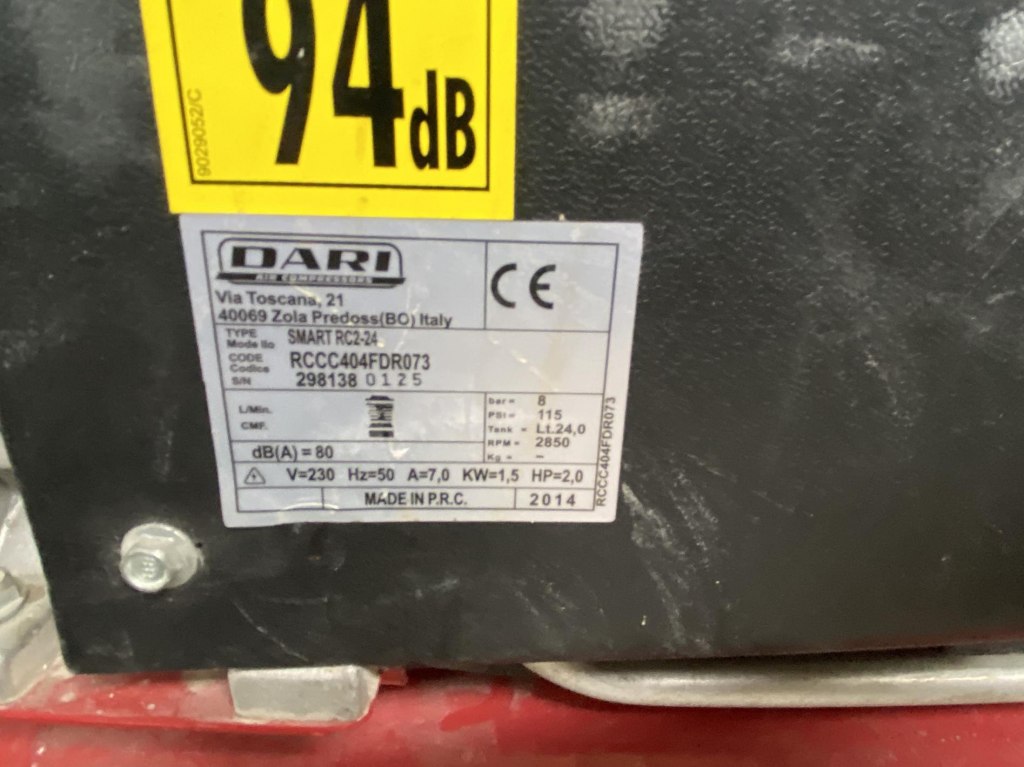 94dB
9029052/C
DARI
AIR COMPRESSORS
CE
Via Toscana, 21
40069 Zola Predoss(BO) Italy
TYPE
Modello
SMART RC2-24
CODE
Codice
RCCC404FDR073
S/N
298138 0125
L/Min.
CMF.
dB(A) = 80
bar= 8
PSI= 115
Tank = Lt.24,0
RPM = 2850
Kg = –
V=230 Hz=50 A=7,0 KW=1,5 HP=2,0
MADE IN P.R.C.
2014
RCCC404FDR073